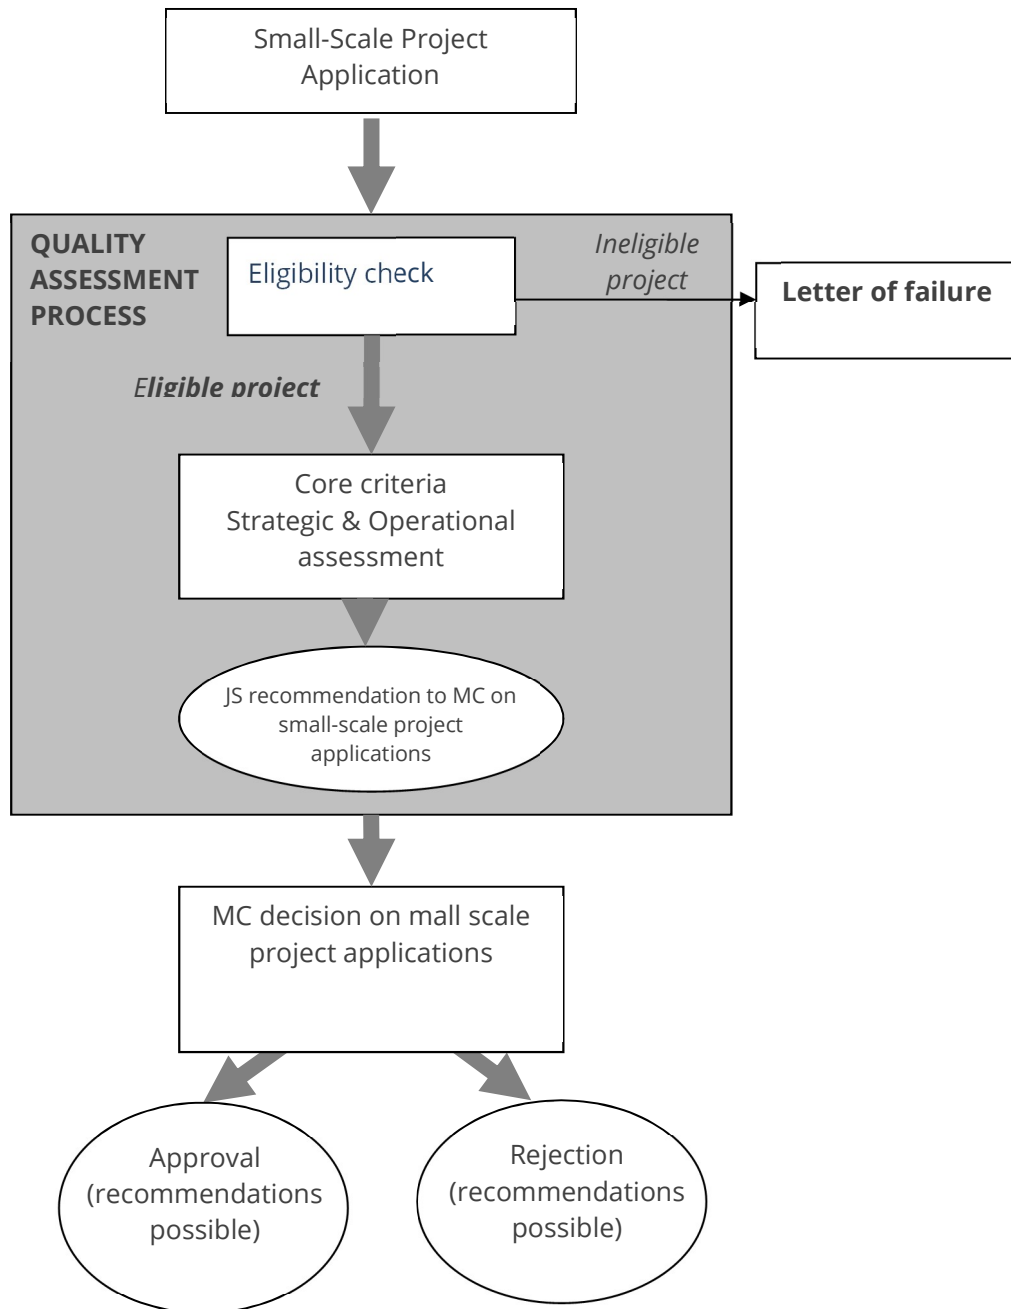 Small-Scale Project
Application
QUALITY
ASSESSMENT
PROCESS
Eligibility check
Ineligible
project
Letter of failure
Eligible project
Core criteria
Strategic & Operational
assessment
JS recommendation to MC on
small-scale project
applications
MC decision on mall scale
project applications
Approval
(recommendations
possible)
Rejection
(recommendations
possible)